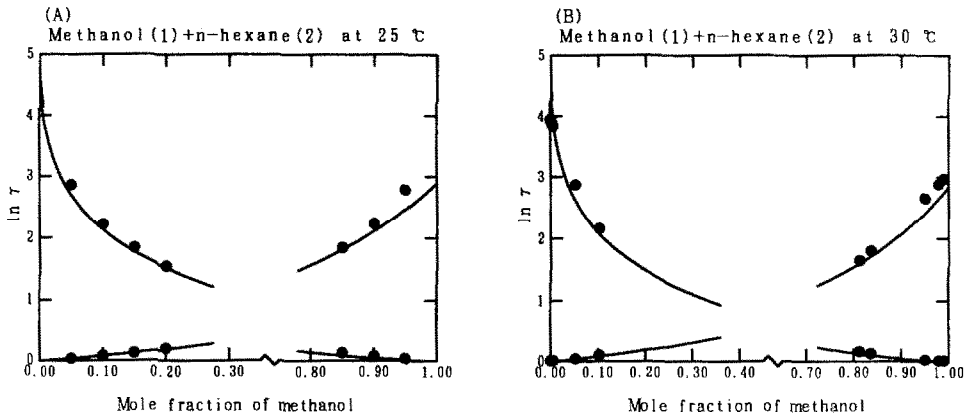 (A)
Methanol(1)+n-hexane(2) at 25 ℃
5
4
3
2
1
0
ln γ
0.00 0.10 0.20 0.30 0.80 0.90 1.00
Mole fraction of methanol
(B)
Methanol(1)+n-hexane(2) at 30 ℃
5
4
3
2
1
0
ln γ
0.00 0.10 0.20 0.30 0.40 0.60 0.70 0.80 0.90 1.00
Mole fraction of methanol